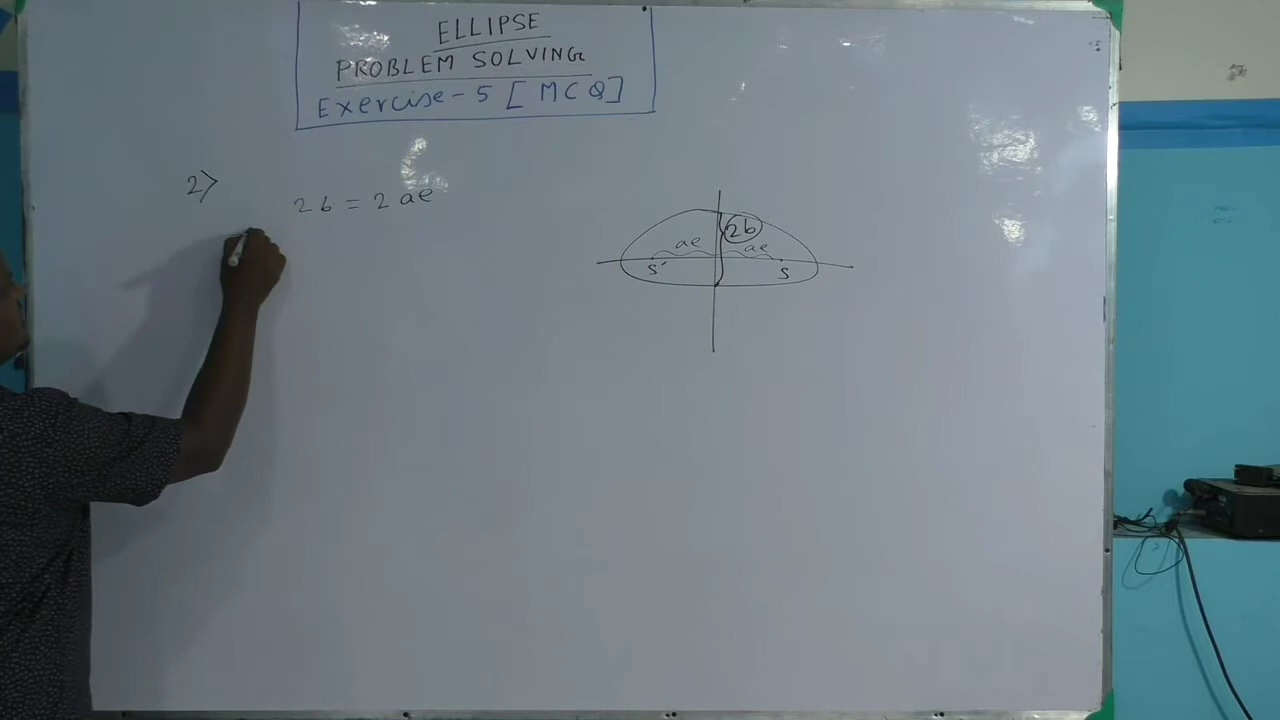 ELLIPSE
PROBLEM SOLVING
Exercise-5 [MCQ]
2>
2b = 2ae
2b
ae
ae
S'
S